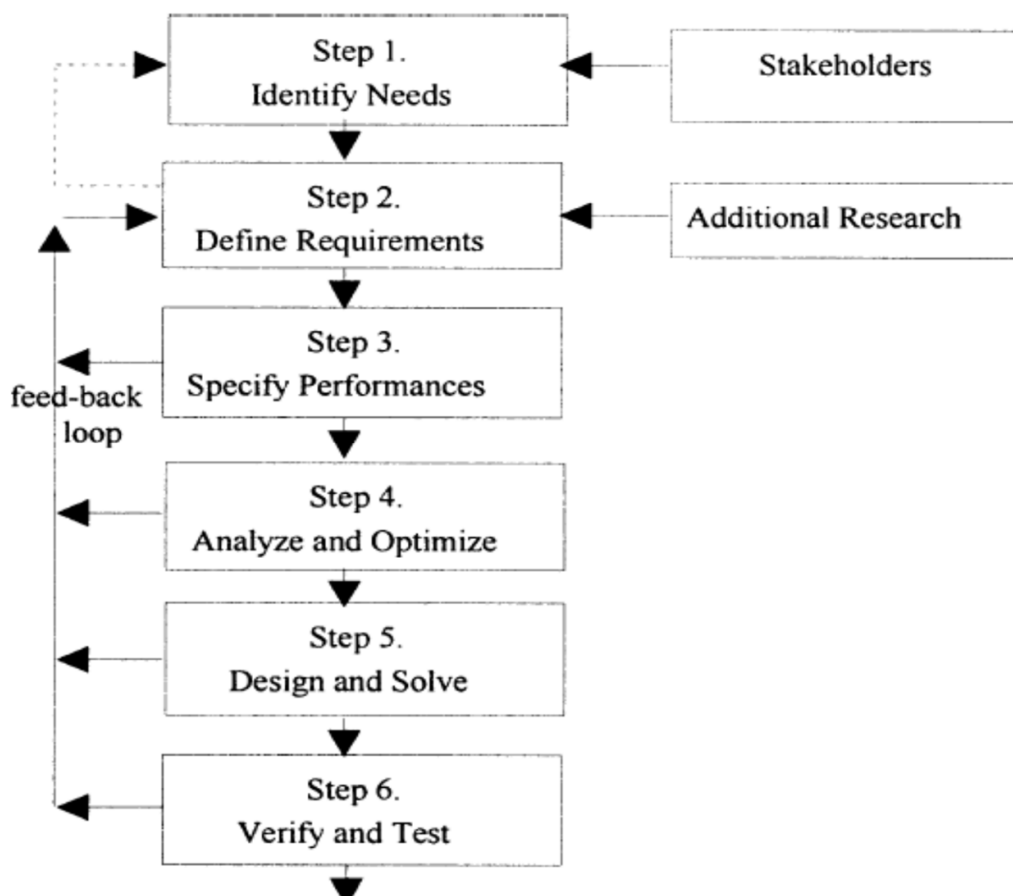 Step 1.
Identify Needs
Stakeholders
Step 2.
Define Requirements
Additional Research
Step 3.
Specify Performances
feed-back
loop
Step 4.
Analyze and Optimize
Step 5.
Design and Solve
Step 6.
Verify and Test